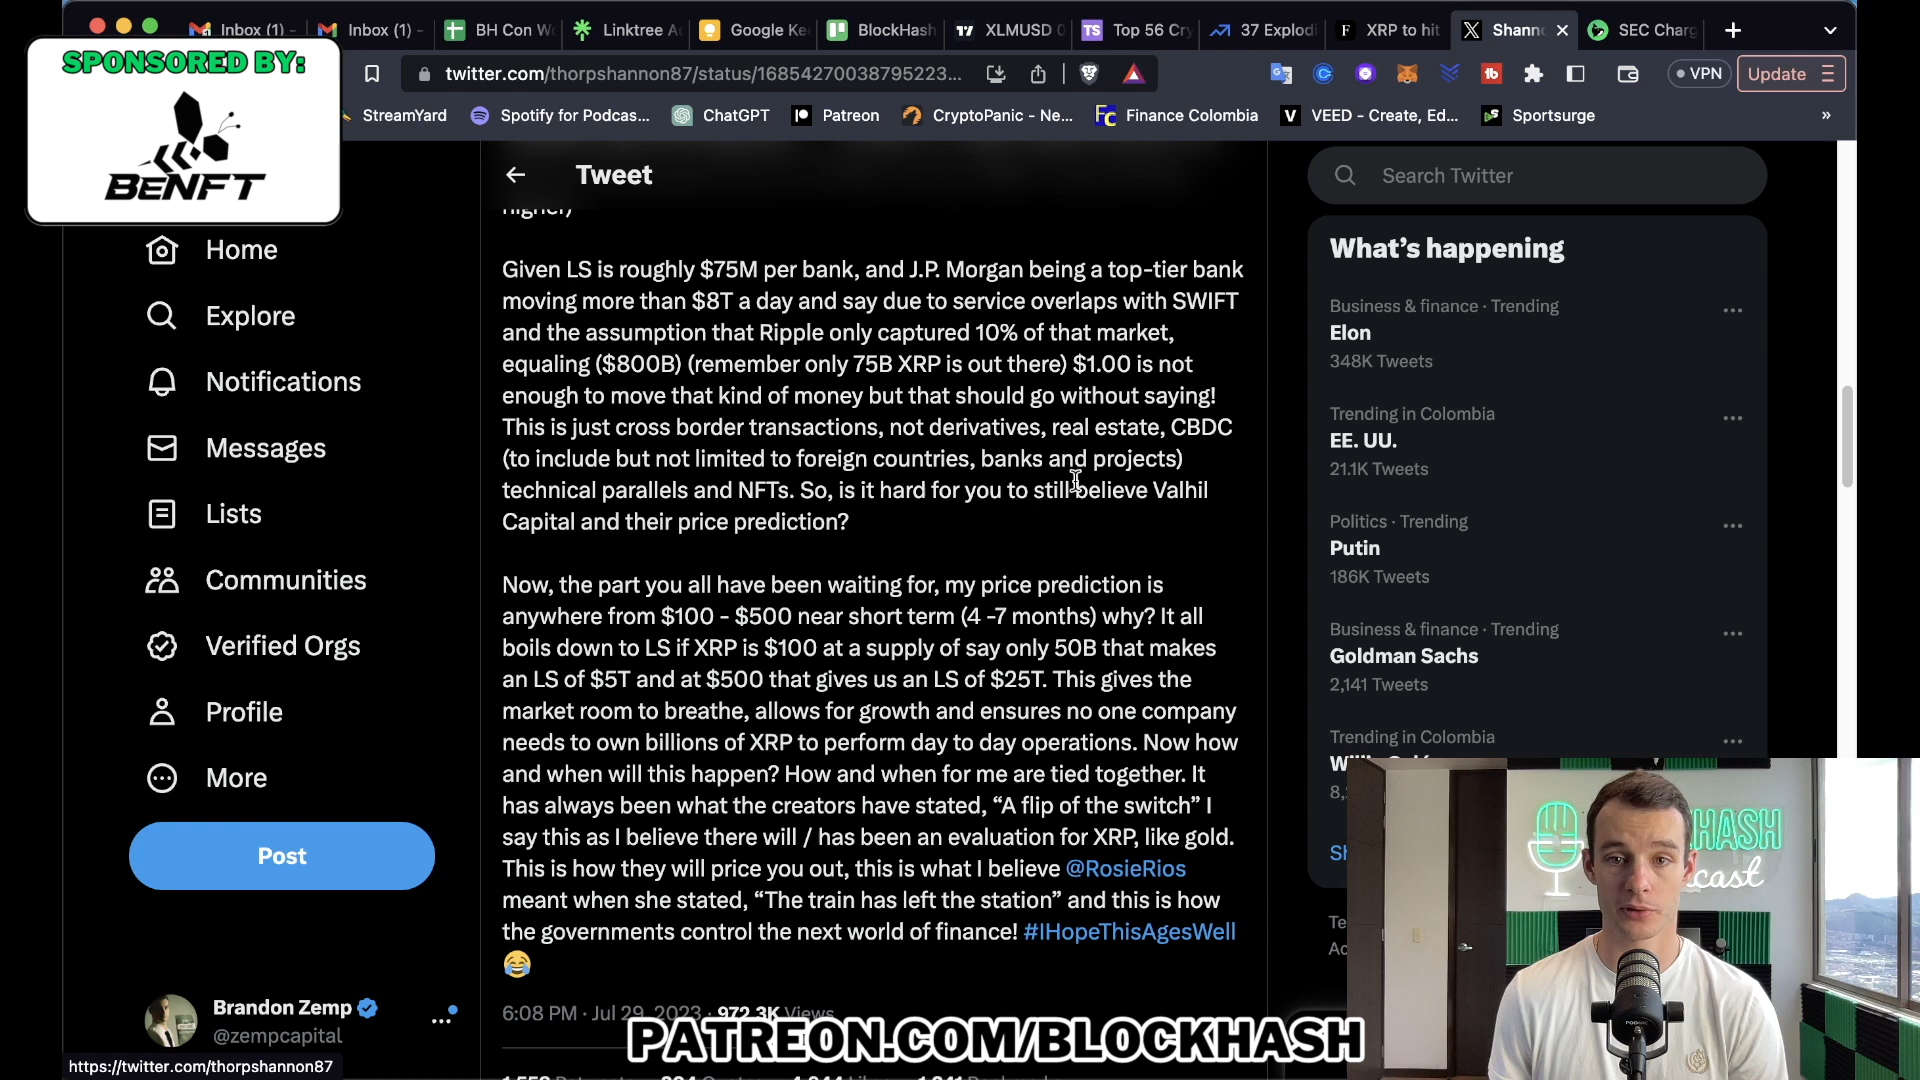 Inbox (1) -
Inbox (1) -
BH Con W
Linktree A
Google Ke
BlockHash
XLMUSD
Top 56 Cry
37 Explodi
XRP to hit
Shann
SEC Charg
SPONSORED BY:
BENFT
twitter.com/thorpshannon87/status/16854270038795223...
VPN
Update
StreamYard
Spotify for Podcas...
ChatGPT
Patreon
CryptoPanic - Ne...
Finance Colombia
VEED - Create, Ed...
Sportsurge
Tweet
Search Twitter
higher)
Given LS is roughly $75M per bank, and J.P. Morgan being a top-tier bank
moving more than $8T a day and say due to service overlaps with SWIFT
and the assumption that Ripple only captured 10% of that market,
equaling ($800B) (remember only 75B XRP is out there) $1.00 is not
enough to move that kind of money but that should go without saying!
This is just cross border transactions, not derivatives, real estate, CBDC
(to include but not limited to foreign countries, banks and projects)
technical parallels and NFTs. So, is it hard for you to still believe Valhil
Capital and their price prediction?
Now, the part you all have been waiting for, my price prediction is
anywhere from $100 - $500 near short term (4 -7 months) why? It all
boils down to LS if XRP is $100 at a supply of say only 50B that makes
an LS of $5T and at $500 that gives us an LS of $25T. This gives the
market room to breathe, allows for growth and ensures no one company
needs to own billions of XRP to perform day to day operations. Now how
and when will this happen? How and when for me are tied together. It
has always been what the creators have stated, “A flip of the switch” I
say this as I believe there will / has been an evaluation for XRP, like gold.
This is how they will price you out, this is what I believe @RosieRios
meant when she stated, “The train has left the station” and this is how
the governments control the next world of finance! #IHopeThisAgesWell
😂
6:08 PM · Jul 29, 2023 · 972.3K Views
Home
Explore
Notifications
Messages
Lists
Communities
Verified Orgs
Profile
More
Post
Brandon Zemp
@zempcapital
https://twitter.com/thorpshannon87
What’s happening
Business & finance · Trending
Elon
348K Tweets
Trending in Colombia
EE. UU.
21.1K Tweets
Politics · Trending
Putin
186K Tweets
Business & finance · Trending
Goldman Sachs
2,141 Tweets
Trending in Colombia
HASH
cast
PATREON.COM/BLOCKHASH